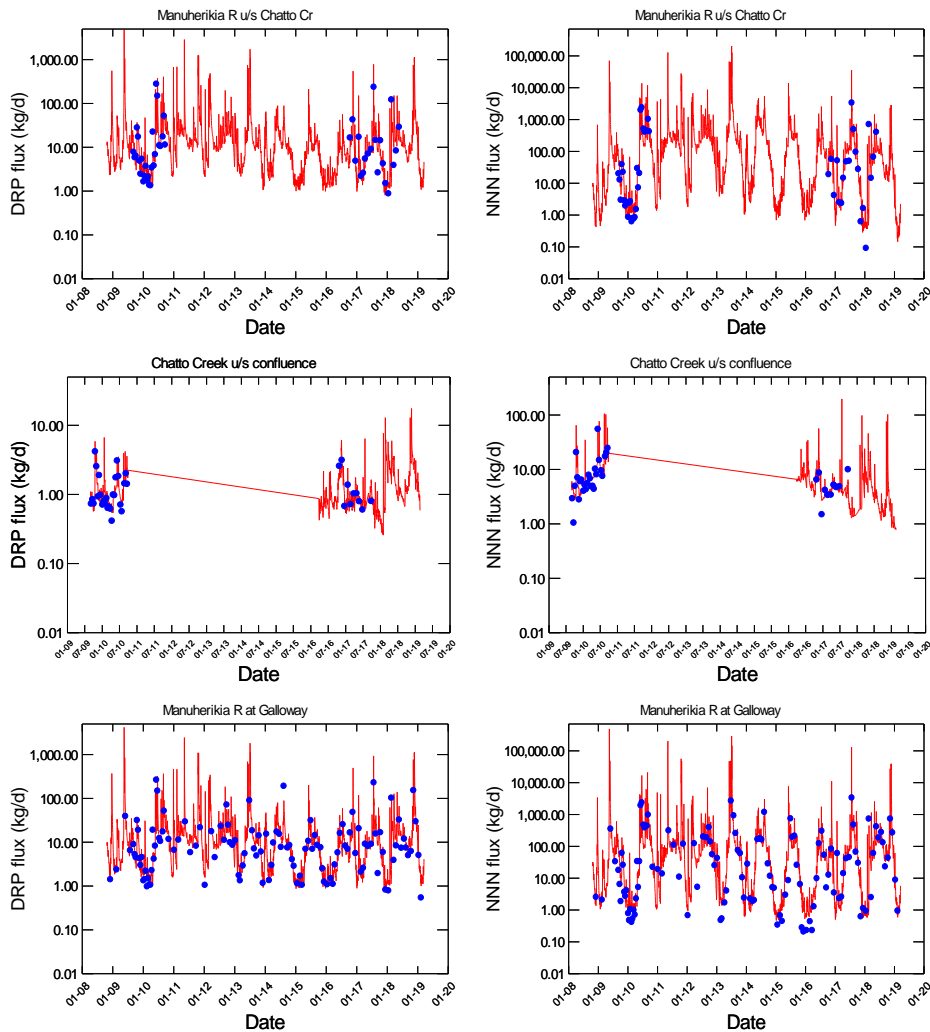 Manuherikia R u/s Chatto Cr
DRP flux (kg/d)
1,000.00
100.00
10.00
1.00
0.10
0.01
01-08 01-09 01-10 01-11 01-12 01-13 01-14 01-15 01-16 01-17 01-18 01-19 01-20
Date
Manuherikia R u/s Chatto Cr
NNN flux (kg/d)
100,000.00
10,000.00
1,000.00
100.00
10.00
1.00
0.10
0.01
01-08 01-09 01-10 01-11 01-12 01-13 01-14 01-15 01-16 01-17 01-18 01-19 01-20
Date
Chatto Creek u/s confluence
DRP flux (kg/d)
10.00
1.00
0.10
0.01
01-09 07-09 01-10 07-10 01-11 07-11 01-12 07-12 01-13 07-13 01-14 07-14 01-15 07-15 01-16 07-16 01-17 07-17 01-18 07-18 01-19 07-19 01-20
Date
Chatto Creek u/s confluence
NNN flux (kg/d)
100.00
10.00
1.00
0.10
0.01
01-09 07-09 01-10 07-10 01-11 07-11 01-12 07-12 01-13 07-13 01-14 07-14 01-15 07-15 01-16 07-16 01-17 07-17 01-18 07-18 01-19 07-19 01-20
Date
Manuherikia R at Galloway
DRP flux (kg/d)
1,000.00
100.00
10.00
1.00
0.10
0.01
01-08 01-09 01-10 01-11 01-12 01-13 01-14 01-15 01-16 01-17 01-18 01-19 01-20
Date
Manuherikia R at Galloway
NNN flux (kg/d)
100,000.00
10,000.00
1,000.00
100.00
10.00
1.00
0.10
0.01
01-08 01-09 01-10 01-11 01-12 01-13 01-14 01-15 01-16 01-17 01-18 01-19 01-20
Date